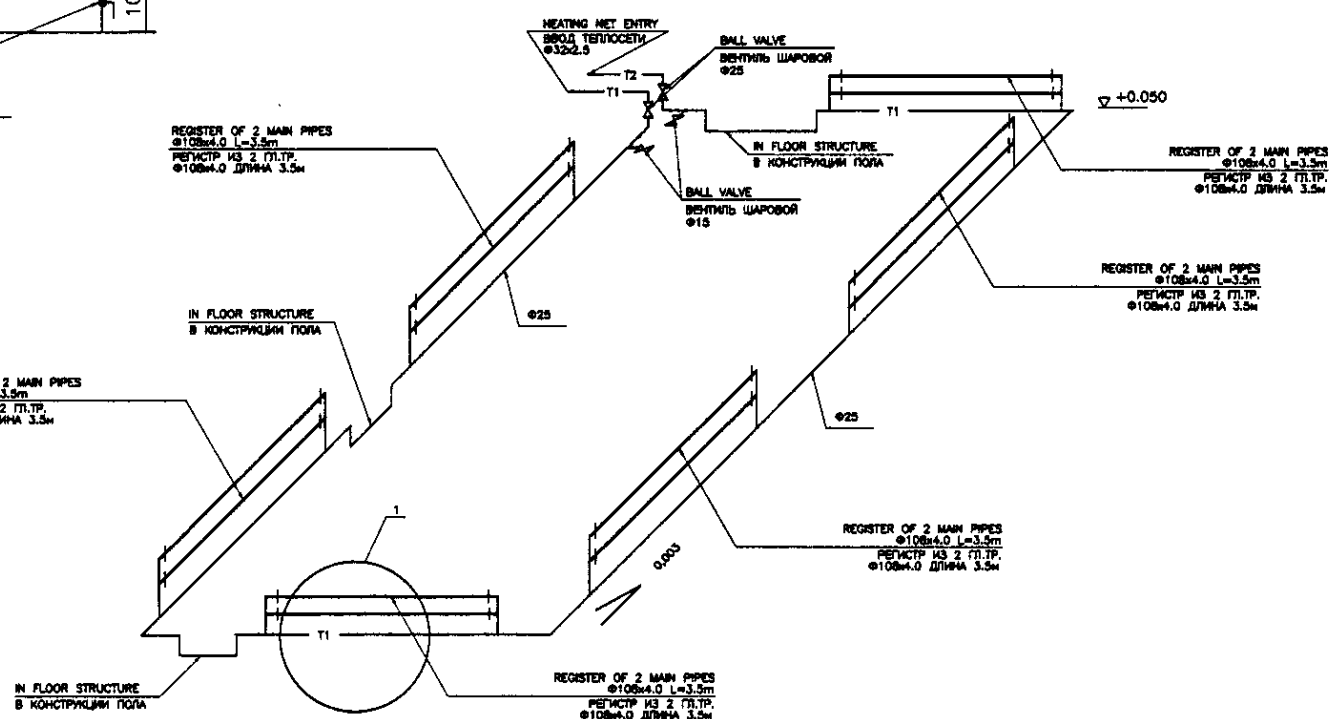 10
HEATING NET ENTRY
ВВОД ТЕПЛОСЕТИ
Ф32x2.5
T2
T1
BALL VALVE
ВЕНТИЛЬ ШАРОВОЙ
Ф25
T1
+0.050
REGISTER OF 2 MAIN PIPES
Ф108x4.0 L=3.5m
РЕГИСТР ИЗ 2 ГЛ.ТР.
Ф108x4.0 ДЛИНА 3.5м
IN FLOOR STRUCTURE
В КОНСТРУКЦИИ ПОЛА
REGISTER OF 2 MAIN PIPES
Ф108x4.0 L=3.5m
РЕГИСТР ИЗ 2 ГЛ.ТР.
Ф108x4.0 ДЛИНА 3.5м
BALL VALVE
ВЕНТИЛЬ ШАРОВОЙ
Ф15
REGISTER OF 2 MAIN PIPES
Ф108x4.0 L=3.5m
РЕГИСТР ИЗ 2 ГЛ.ТР.
Ф108x4.0 ДЛИНА 3.5м
IN FLOOR STRUCTURE
В КОНСТРУКЦИИ ПОЛА
Ф25
2 MAIN PIPES
3.5m
2 ГЛ.ТР.
ИНА 3.5м
Ф25
1
REGISTER OF 2 MAIN PIPES
Ф108x4.0 L=3.5m
РЕГИСТР ИЗ 2 ГЛ.ТР.
Ф108x4.0 ДЛИНА 3.5м
0,003
T1
IN FLOOR STRUCTURE
В КОНСТРУКЦИИ ПОЛА
REGISTER OF 2 MAIN PIPES
Ф108x4.0 L=3.5m
РЕГИСТР ИЗ 2 ГЛ.ТР.
Ф108x4.0 ДЛИНА 3.5м